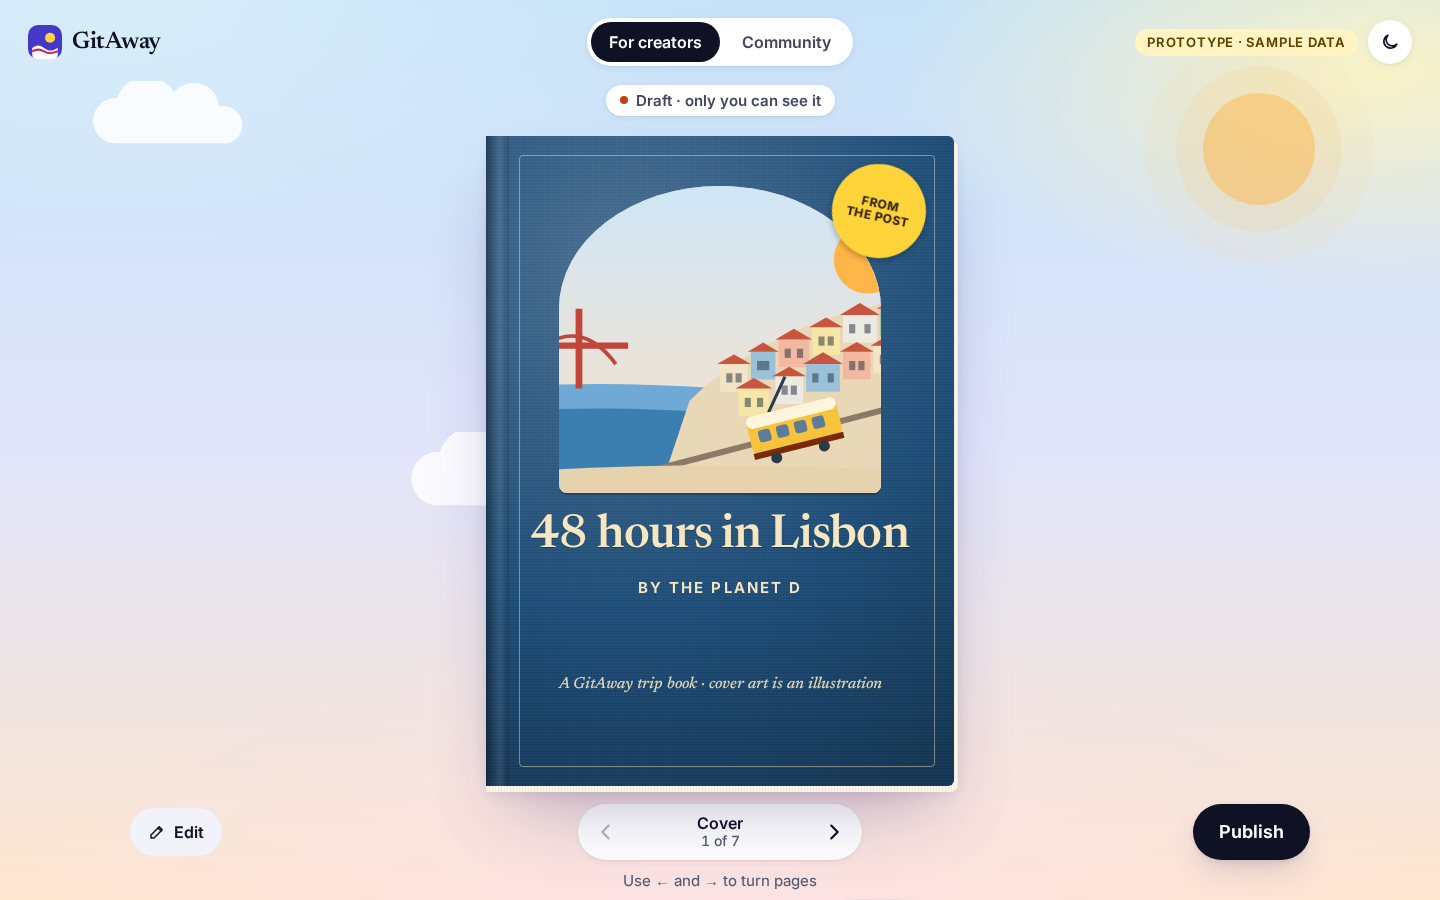 GitAway
For creators
Community
PROTOTYPE · SAMPLE DATA
Draft · only you can see it
FROM
THE POST
48 hours in Lisbon
BY THE PLANET D
A GitAway trip book · cover art is an illustration
Edit
Cover
1 of 7
Publish
Use ← and → to turn pages